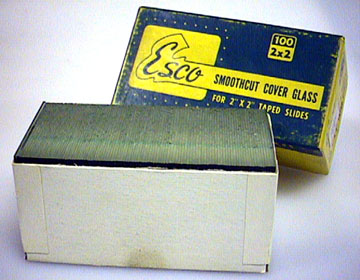 100
2x2
Esco
SMOOTHCUT COVER GLASS
FOR 2" X 2" TAPED SLIDES